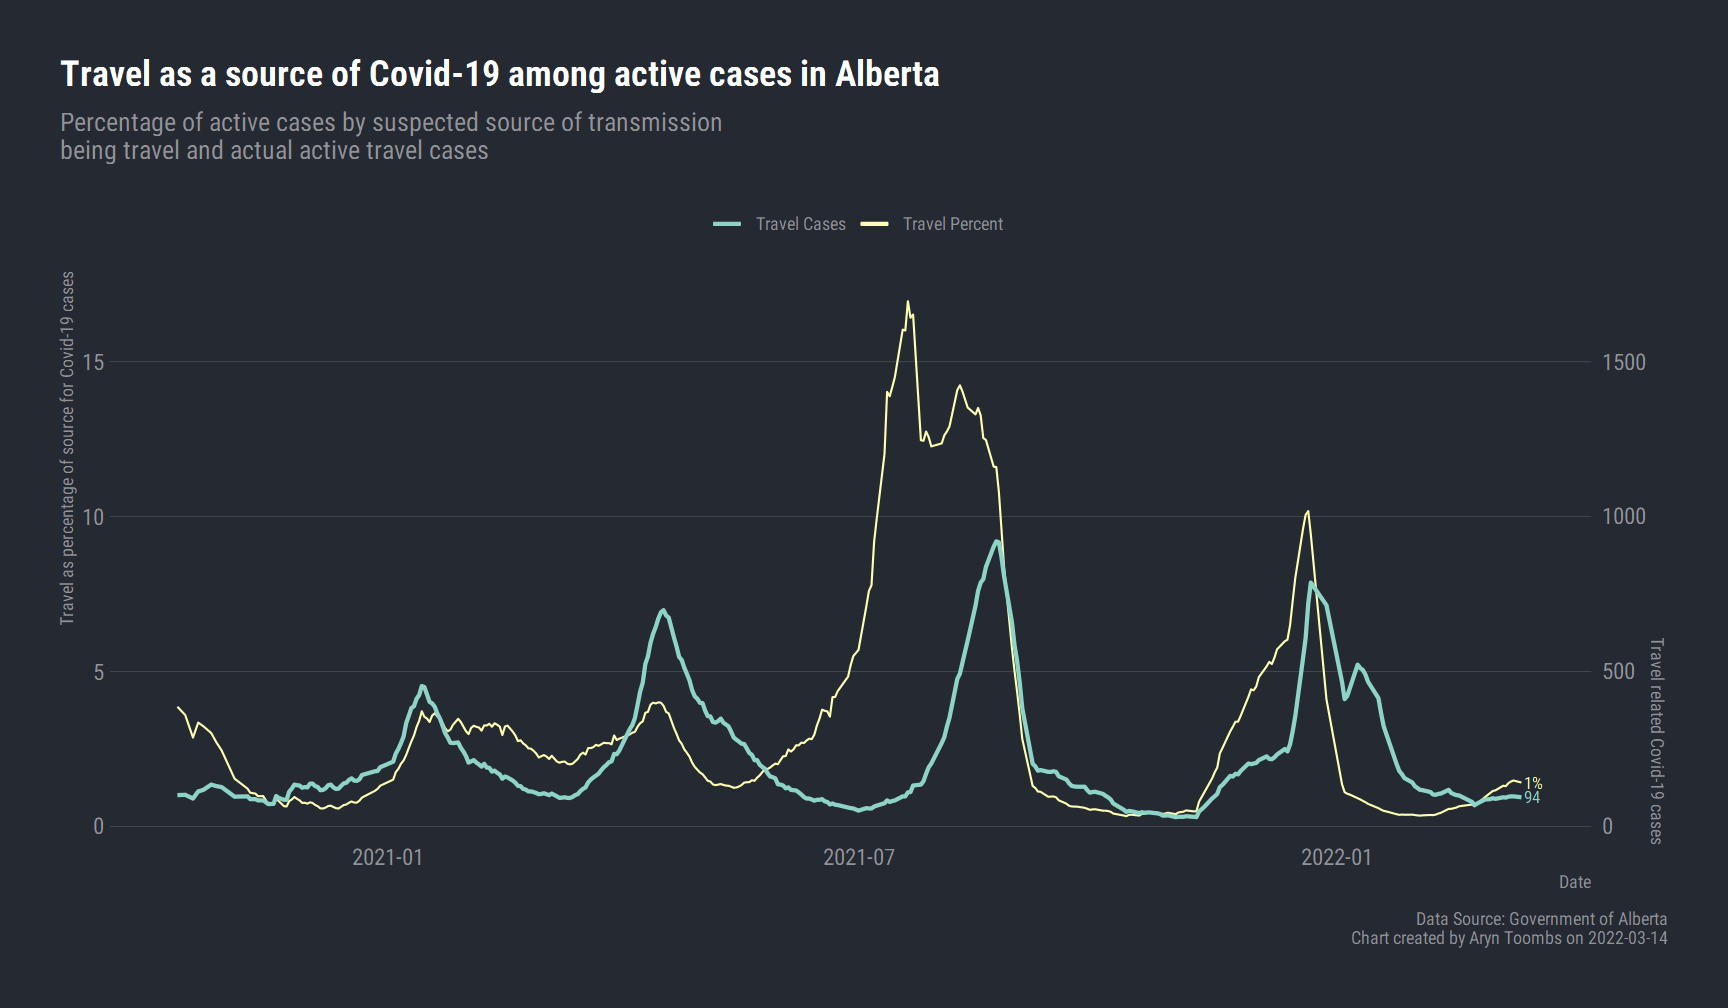 Travel as a source of Covid-19 among active cases in Alberta
Percentage of active cases by suspected source of transmission
being travel and actual active travel cases
Travel Cases
Travel Percent
Travel as percentage of source for Covid-19 cases
15
10
5
0
1500
1000
500
0
Travel related Covid-19 cases
1%
94
2021-01
2021-07
2022-01
Date
Data Source: Government of Alberta
Chart created by Aryn Toombs on 2022-03-14